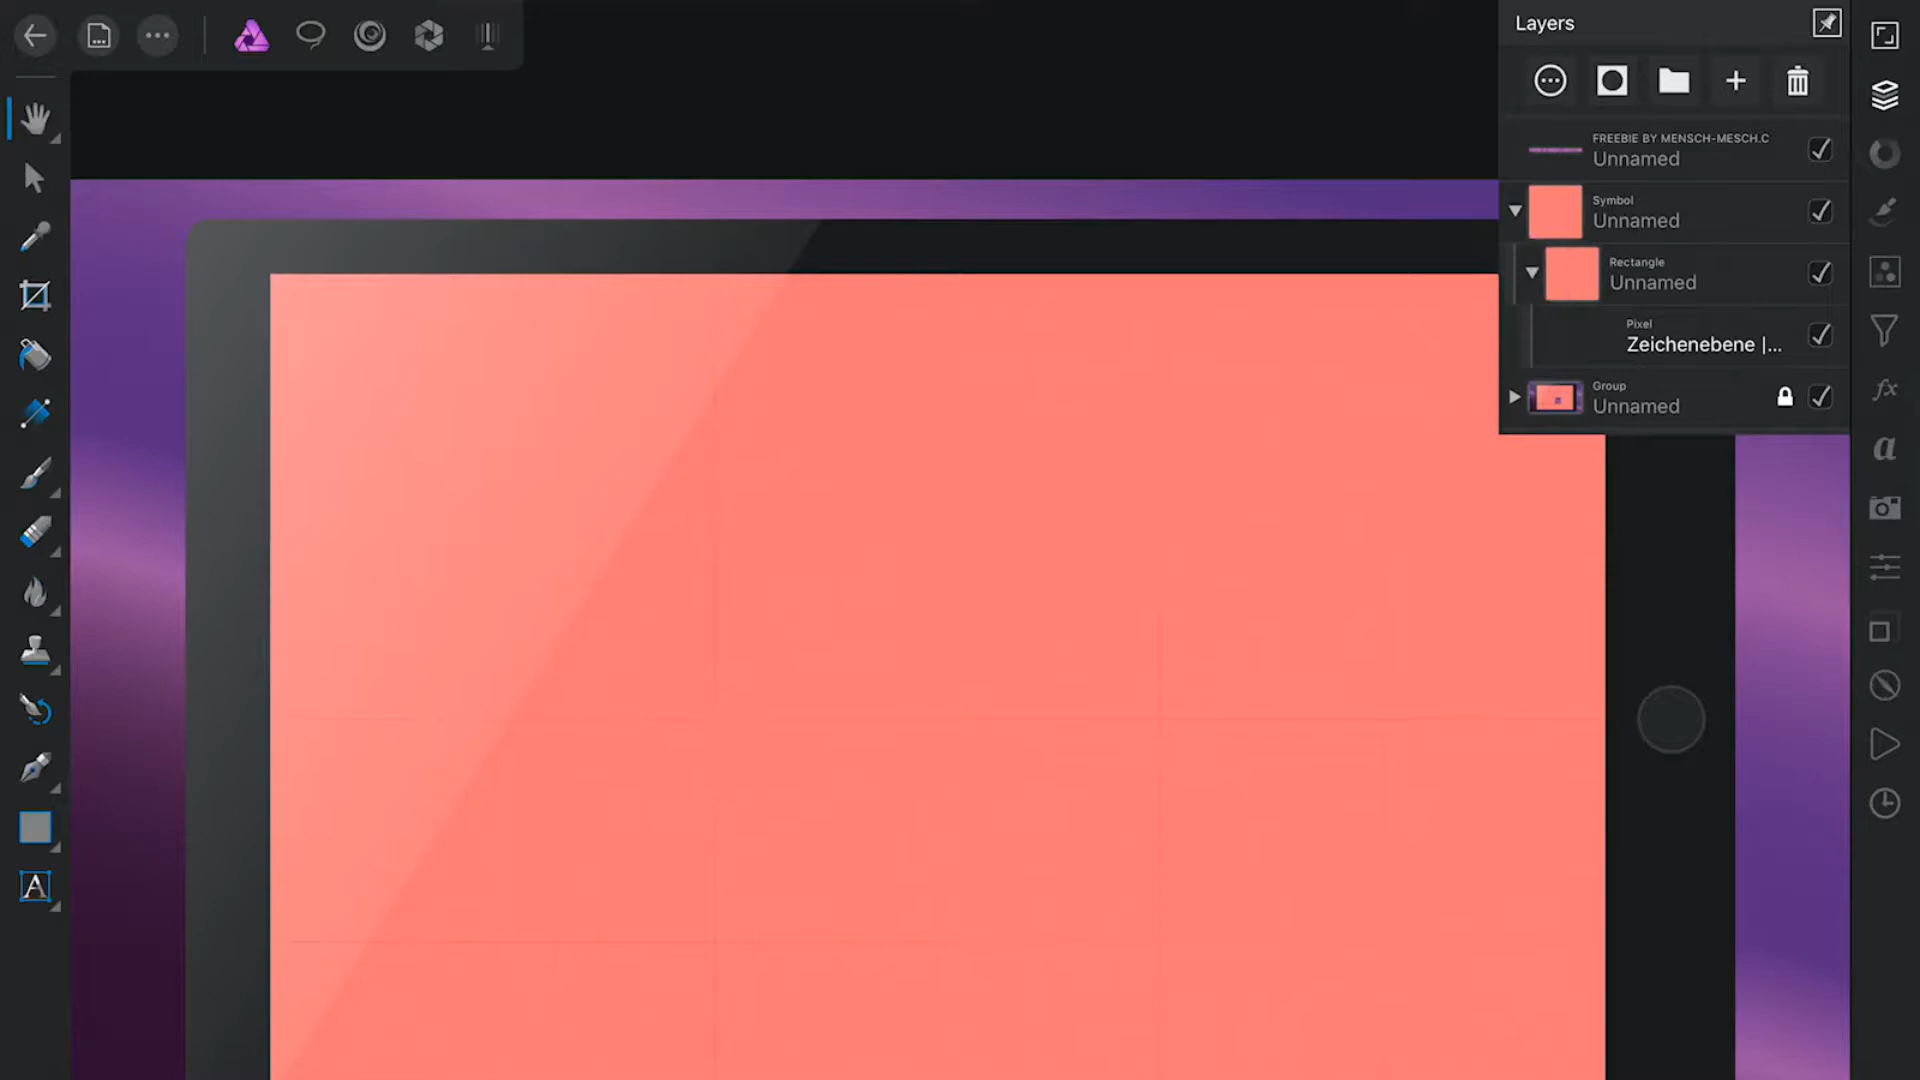 Layers
FREEBIE BY MENSCH-MESCH.C
Unnamed
Symbol
Unnamed
Rectangle
Unnamed
Pixel
Zeichenebene |...
Group
Unnamed